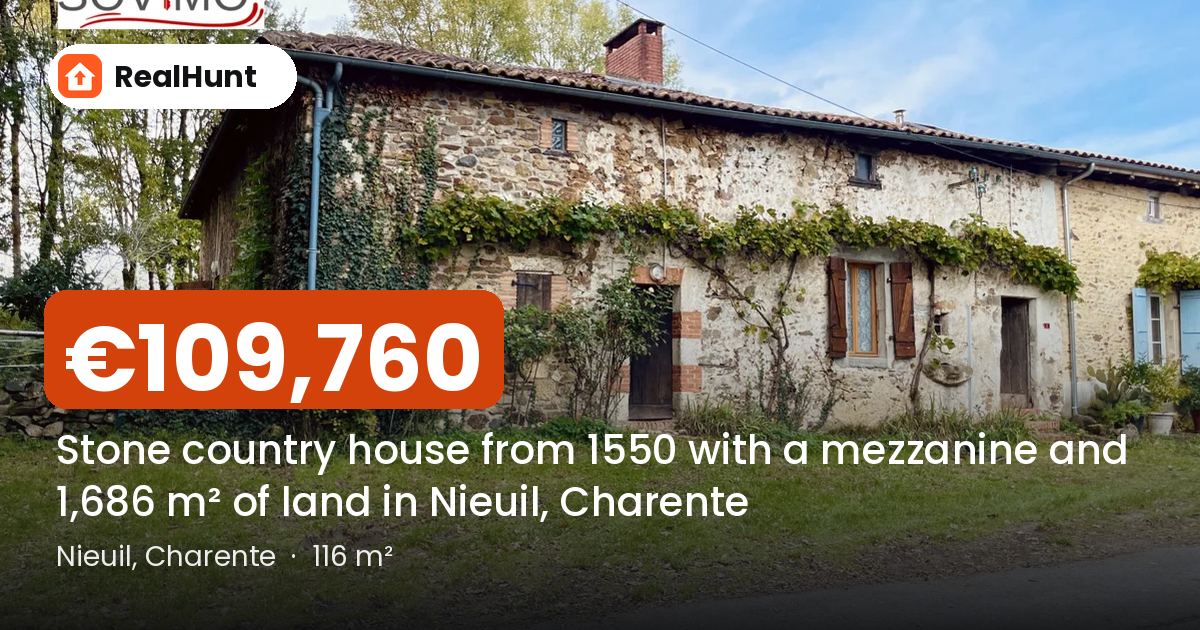 SOVIMO
RealHunt
€109,760
Stone country house from 1550 with a mezzanine and
1,686 m² of land in Nieuil, Charente
Nieuil, Charente · 116 m²